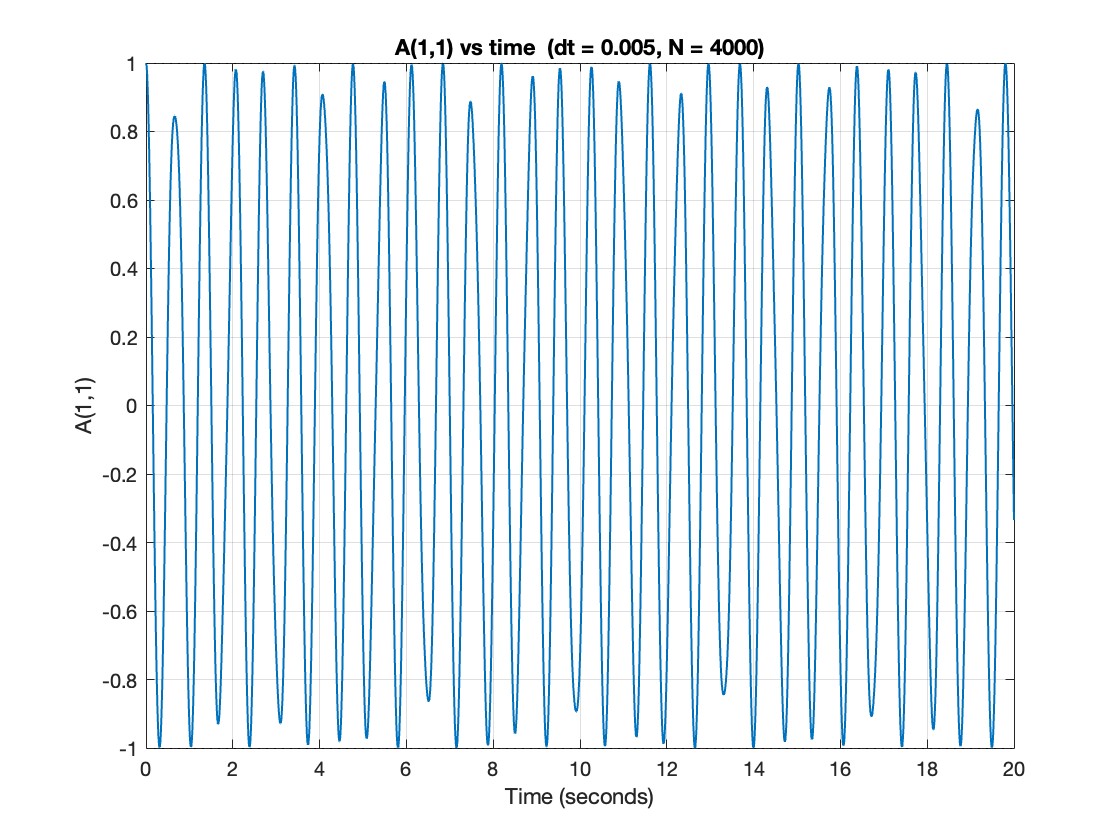 A(1,1) vs time  (dt = 0.005, N = 4000)
1
0.8
0.6
0.4
0.2
0
-0.2
-0.4
-0.6
-0.8
-1
A(1,1)
0 2 4 6 8 10 12 14 16 18 20
Time (seconds)